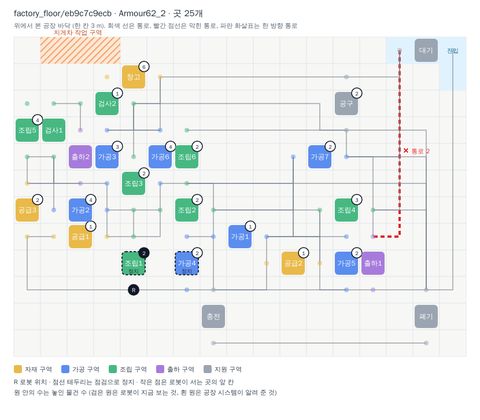 factory_floor/eb9c7c9ecb · Armour62_2 · 곳 25개
위에서 본 공장 바닥 (한 칸 3 m). 회색 선은 통로, 빨간 점선은 막힌 통로, 파란 화살표는 한 방향 통로
지게차 작업 구역
대기
진입
창고
6
검사2
1
공구
2
조립5
4
검사1
✕ 통로 2
출하2
가공3
3
가공6
4
조립6
2
가공7
2
조립3
2
공급3
2
가공2
4
조립2
2
조립4
3
공급1
1
가공1
1
조립1
정지
2
가공4
정지
2
공급2
1
가공5
2
출하1
R
충전
폐기
자재 구역
가공 구역
조립 구역
출하 구역
지원 구역
R 로봇 위치 · 점선 테두리는 점검으로 정지 · 작은 점은 로봇이 서는 곳의 앞 칸
원 안의 수는 놓인 물건 수 (검은 원은 로봇이 지금 보는 것, 흰 원은 공장 시스템이 알려 준 것)